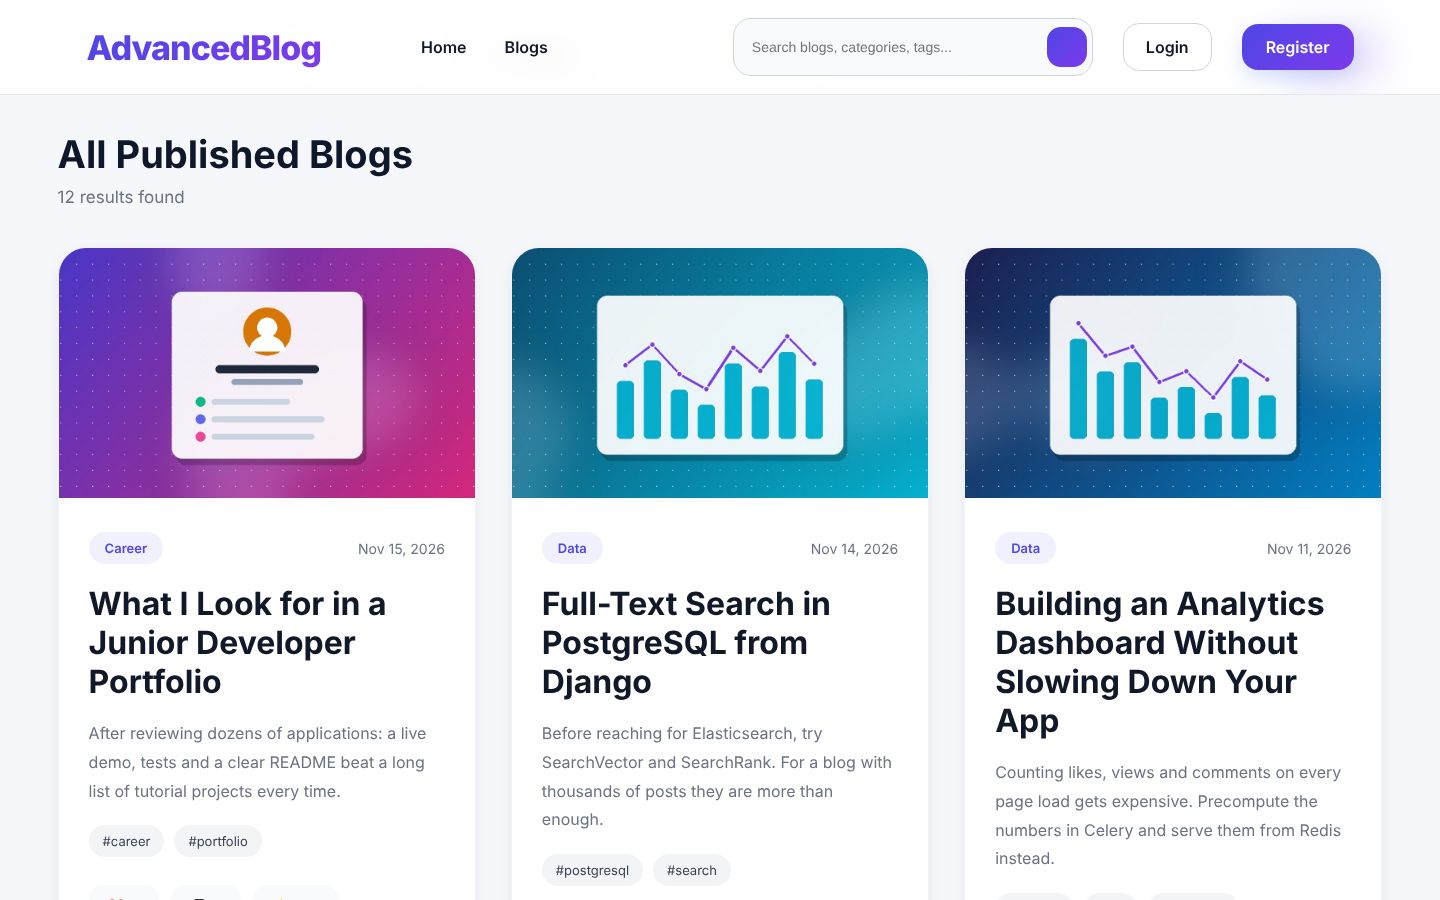 AdvancedBlog
Home
Blogs
Search blogs, categories, tags...
Login
Register
All Published Blogs
12 results found
Career
Nov 15, 2026
What I Look for in a
Junior Developer
Portfolio
After reviewing dozens of applications: a live
demo, tests and a clear README beat a long
list of tutorial projects every time.
#career
#portfolio
Data
Nov 14, 2026
Full-Text Search in
PostgreSQL from
Django
Before reaching for Elasticsearch, try
SearchVector and SearchRank. For a blog with
thousands of posts they are more than
enough.
#postgresql
#search
Data
Nov 11, 2026
Building an Analytics
Dashboard Without
Slowing Down Your
App
Counting likes, views and comments on every
page load gets expensive. Precompute the
numbers in Celery and serve them from Redis
instead.